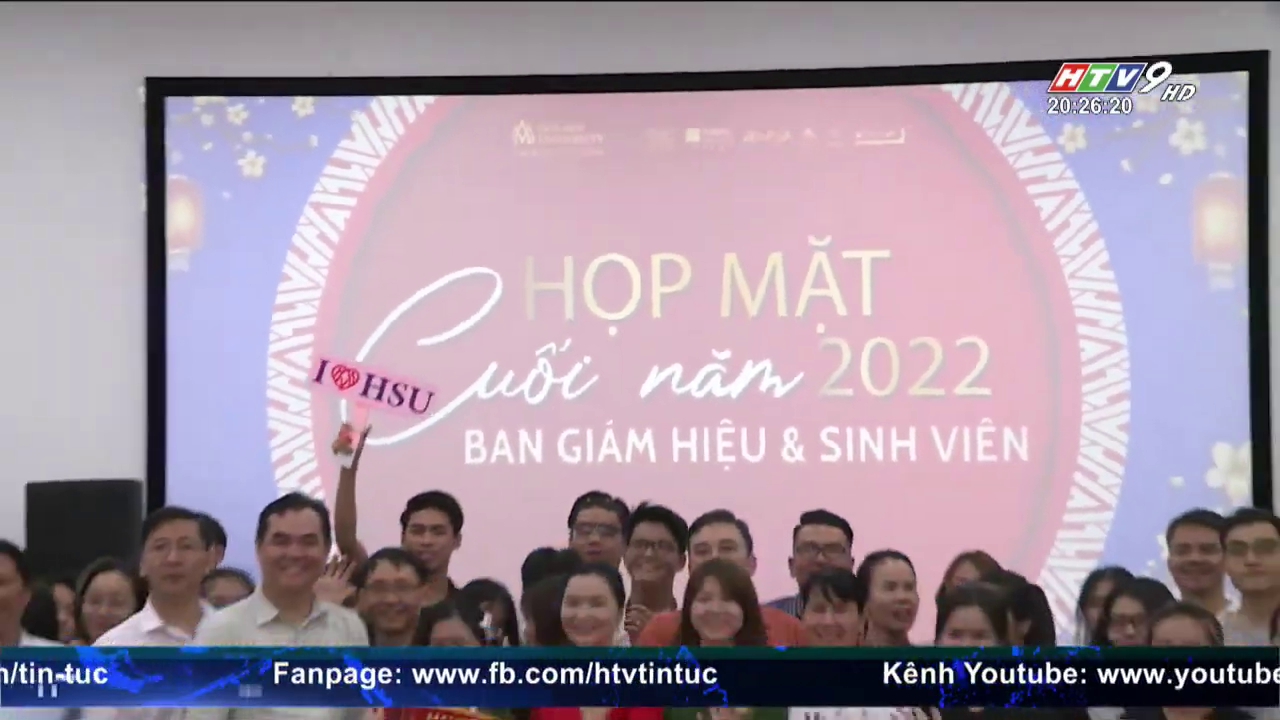 HTV9 HD
20:26:20
HỌP MẶT
Cuối năm 2022
I HSU
BAN GIÁM HIỆU & SINH VIÊN
n/tin-tuc Fanpage: www.fb.com/htvtintuc Kênh Youtube: www.youtube